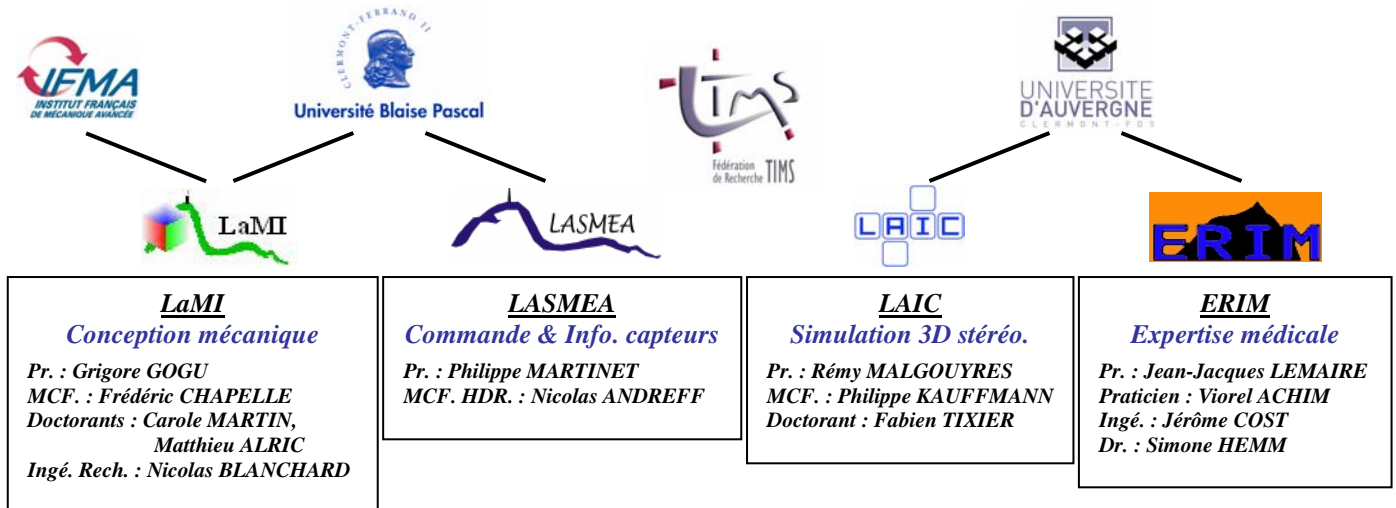 IFMA
INSTITUT FRANÇAIS
DE MÉCANIQUE AVANCÉE
CLERMONT-FERRAND II
Université Blaise Pascal
TIMS
Fédération
de Recherche TIMS
UNIVERSITE
D'AUVERGNE
CLERMONT-FDS
LaMI
LASMEA
LAIC
ERIM
LaMI
Conception mécanique
Pr. : Grigore GOGU
MCF. : Frédéric CHAPELLE
Doctorants : Carole MARTIN,
Matthieu ALRIC
Ingé. Rech. : Nicolas BLANCHARD
LASMEA
Commande & Info. capteurs
Pr. : Philippe MARTINET
MCF. HDR. : Nicolas ANDREFF
LAIC
Simulation 3D stéréo.
Pr. : Rémy MALGOUYRES
MCF. : Philippe KAUFFMANN
Doctorant : Fabien TIXIER
ERIM
Expertise médicale
Pr. : Jean-Jacques LEMAIRE
Praticien : Viorel ACHIM
Ingé. : Jérôme COST
Dr. : Simone HEMM